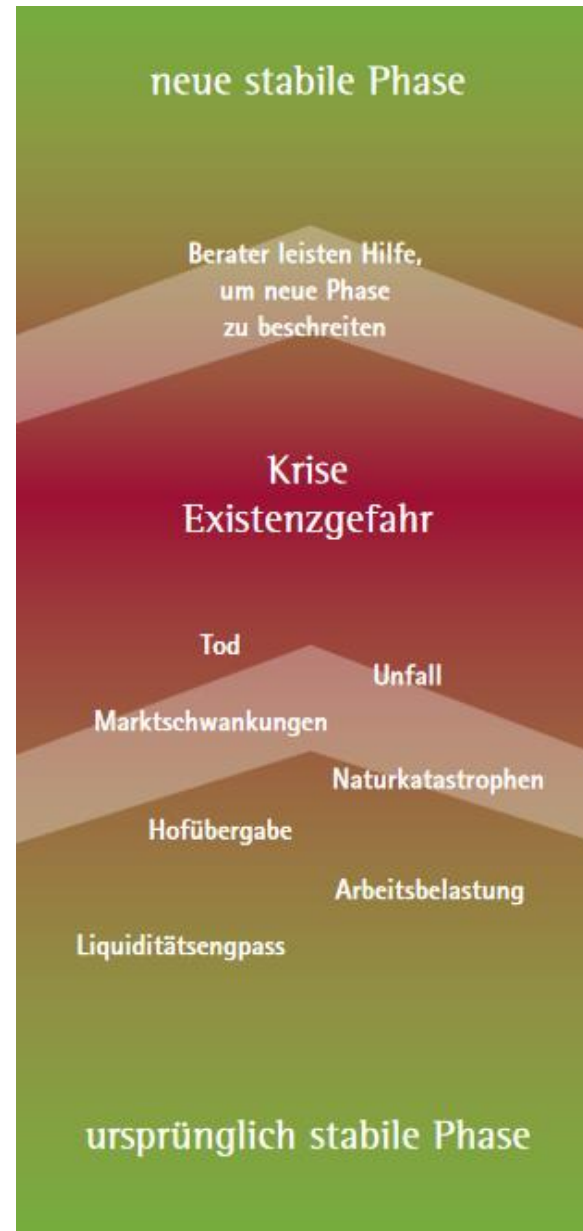 neue stabile Phase
Berater leisten Hilfe,
um neue Phase
zu beschreiten
Krise
Existenzgefahr
Tod
Unfall
Marktschwankungen
Naturkatastrophen
Hofübergabe
Arbeitsbelastung
Liquiditätsengpass
ursprünglich stabile Phase